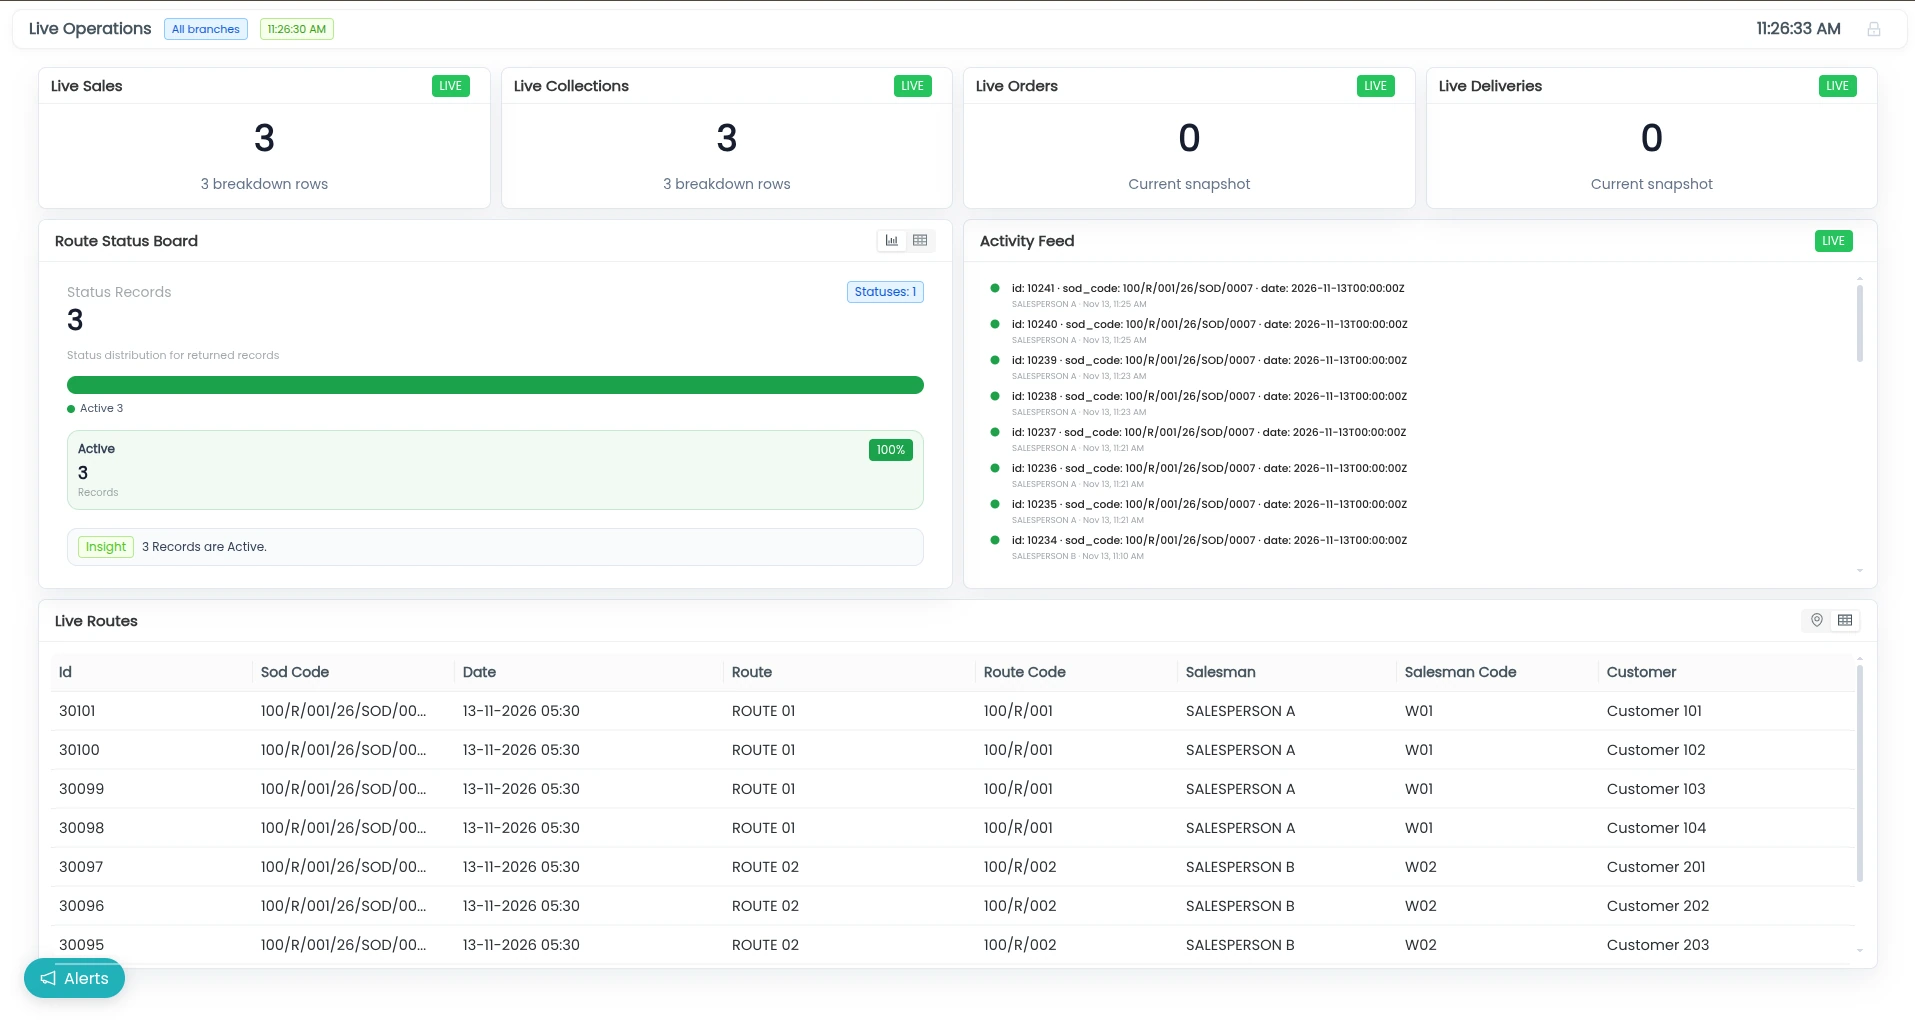 Live Operations All branches 11:26:30 AM 11:26:33 AM
Live Sales LIVE
3
3 breakdown rows
Live Collections LIVE
3
3 breakdown rows
Live Orders LIVE
0
Current snapshot
Live Deliveries LIVE
0
Current snapshot
Route Status Board
Status Records Statuses: 1
3
Status distribution for returned records
Active 3
Active 100%
3
Records
Insight 3 Records are Active.
Activity Feed LIVE
id: 10241 · sod_code: 100/R/001/26/SOD/0007 · date: 2026-11-13T00:00:00Z
SALESPERSON A · Nov 13, 11:25 AM
id: 10240 · sod_code: 100/R/001/26/SOD/0007 · date: 2026-11-13T00:00:00Z
SALESPERSON A · Nov 13, 11:25 AM
id: 10239 · sod_code: 100/R/001/26/SOD/0007 · date: 2026-11-13T00:00:00Z
SALESPERSON A · Nov 13, 11:23 AM
id: 10238 · sod_code: 100/R/001/26/SOD/0007 · date: 2026-11-13T00:00:00Z
SALESPERSON A · Nov 13, 11:23 AM
id: 10237 · sod_code: 100/R/001/26/SOD/0007 · date: 2026-11-13T00:00:00Z
SALESPERSON A · Nov 13, 11:21 AM
id: 10236 · sod_code: 100/R/001/26/SOD/0007 · date: 2026-11-13T00:00:00Z
SALESPERSON A · Nov 13, 11:21 AM
id: 10235 · sod_code: 100/R/001/26/SOD/0007 · date: 2026-11-13T00:00:00Z
SALESPERSON A · Nov 13, 11:21 AM
id: 10234 · sod_code: 100/R/001/26/SOD/0007 · date: 2026-11-13T00:00:00Z
SALESPERSON B · Nov 13, 11:10 AM
Live Routes
Id Sod Code Date Route Route Code Salesman Salesman Code Customer
30101 100/R/001/26/SOD/00... 13-11-2026 05:30 ROUTE 01 100/R/001 SALESPERSON A W01 Customer 101
30100 100/R/001/26/SOD/00... 13-11-2026 05:30 ROUTE 01 100/R/001 SALESPERSON A W01 Customer 102
30099 100/R/001/26/SOD/00... 13-11-2026 05:30 ROUTE 01 100/R/001 SALESPERSON A W01 Customer 103
30098 100/R/001/26/SOD/00... 13-11-2026 05:30 ROUTE 01 100/R/001 SALESPERSON A W01 Customer 104
30097 100/R/001/26/SOD/00... 13-11-2026 05:30 ROUTE 02 100/R/002 SALESPERSON B W02 Customer 201
30096 100/R/001/26/SOD/00... 13-11-2026 05:30 ROUTE 02 100/R/002 SALESPERSON B W02 Customer 202
30095 100/R/001/26/SOD/00... 13-11-2026 05:30 ROUTE 02 100/R/002 SALESPERSON B W02 Customer 203
Alerts